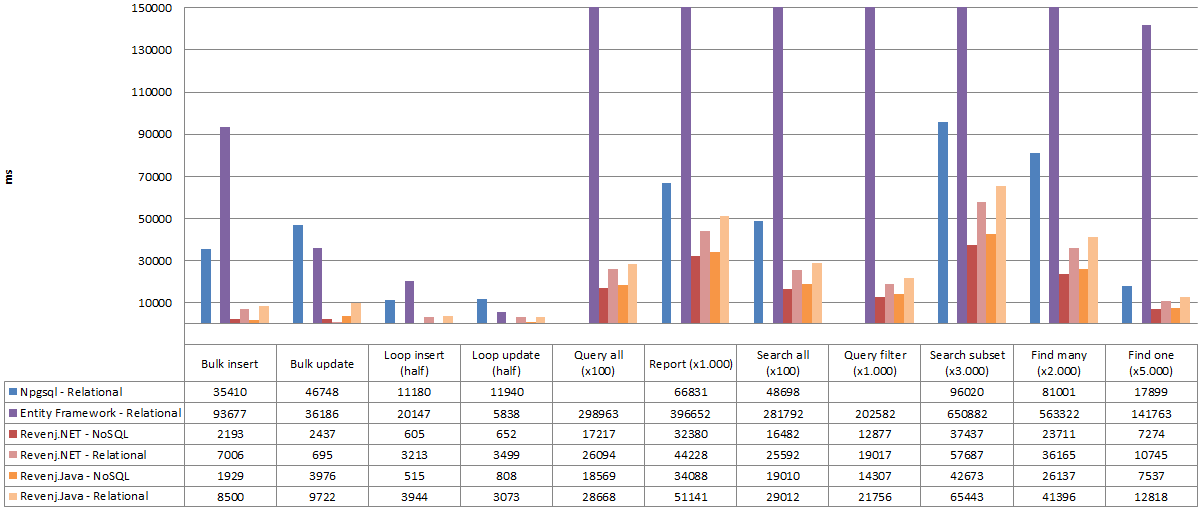 150000
130000
110000
90000
70000
50000
30000
10000
ms
Bulk insert Bulk update Loop insert (half) Loop update (half) Query all (x100) Report (x1.000) Search all (x100) Query filter (x1.000) Search subset (x3.000) Find many (x2.000) Find one (x5.000)
Npgsql - Relational 35410 46748 11180 11940 66831 48698 96020 81001 17899
Entity Framework - Relational 93677 36186 20147 5838 298963 396652 281792 202582 650882 563322 141763
Revenj.NET - NoSQL 2193 2437 605 652 17217 32380 16482 12877 37437 23711 7274
Revenj.NET - Relational 7006 695 3213 3499 26094 44228 25592 19017 57687 36165 10745
Revenj.Java - NoSQL 1929 3976 515 808 18569 34088 19010 14307 42673 26137 7537
Revenj.Java - Relational 8500 9722 3944 3073 28668 51141 29012 21756 65443 41396 12818